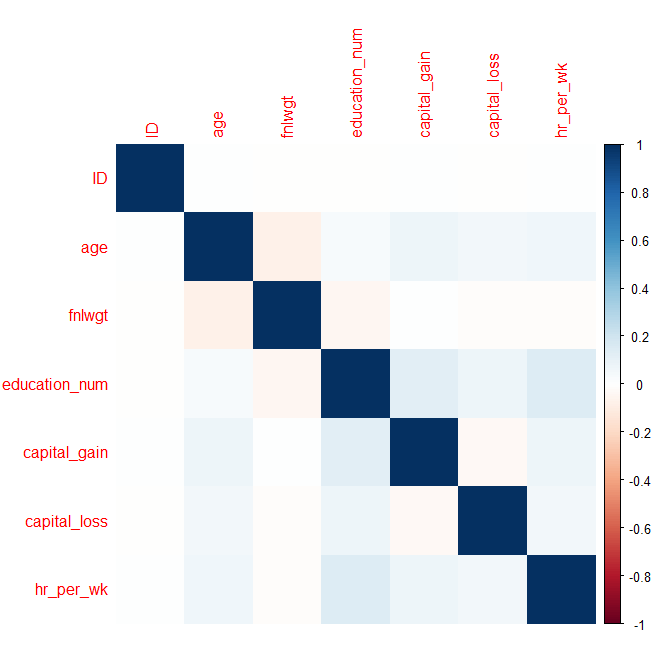 ID
age
fnlwgt
education_num
capital_gain
capital_loss
hr_per_wk
ID
age
fnlwgt
education_num
capital_gain
capital_loss
hr_per_wk
1
0.8
0.6
0.4
0.2
0
-0.2
-0.4
-0.6
-0.8
-1